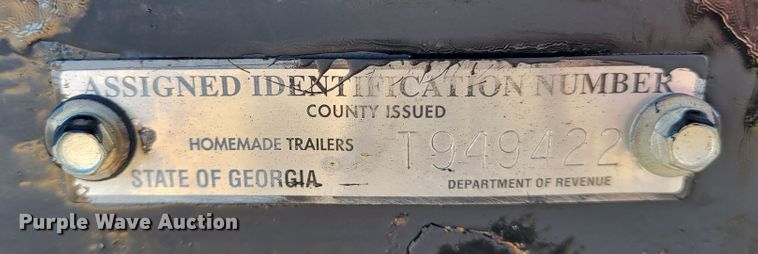 ASSIGNED IDENTIFICATION NUMBER
COUNTY ISSUED
HOMEMADE TRAILERS T949422
STATE OF GEORGIA DEPARTMENT OF REVENUE
Purple Wave Auction